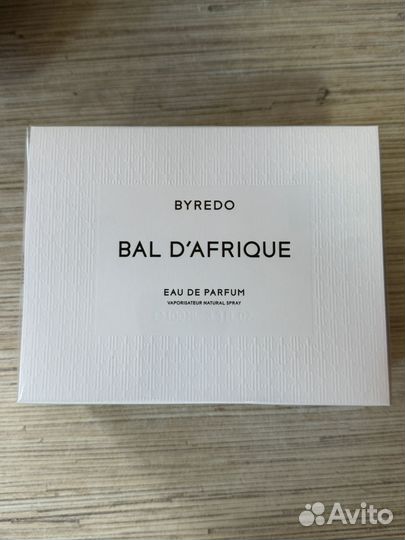 BYREDO
BAL D'AFRIQUE
EAU DE PARFUM
VAPORISATEUR NATURAL SPRAY
Avito